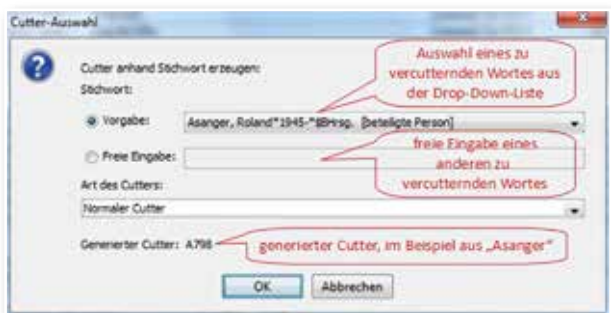 Cutter-Auswahl
Cutter anhand Stichwort erzeugen:
Stichwort:
Vorgabe:
Asanger, Roland*1945-*$BHrsg. [beteiligte Person]
Freie Eingabe:
Art des Cutters:
Normaler Cutter
Generierter Cutter: A798
OK
Abbrechen
Auswahl eines zu
vercutternden Wortes aus
der Drop-Down-Liste
freie Eingabe eines
anderen zu
vercutternden Wortes
generierter Cutter, im Beispiel aus „Asanger“